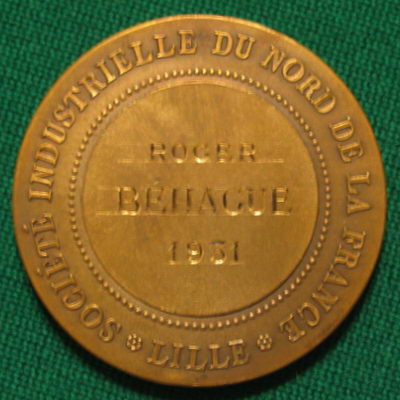 SOCIÉTÉ INDUSTRIELLE DU NORD DE LA FRANCE
ROGER
BÉHAGUE
1931
LILLE